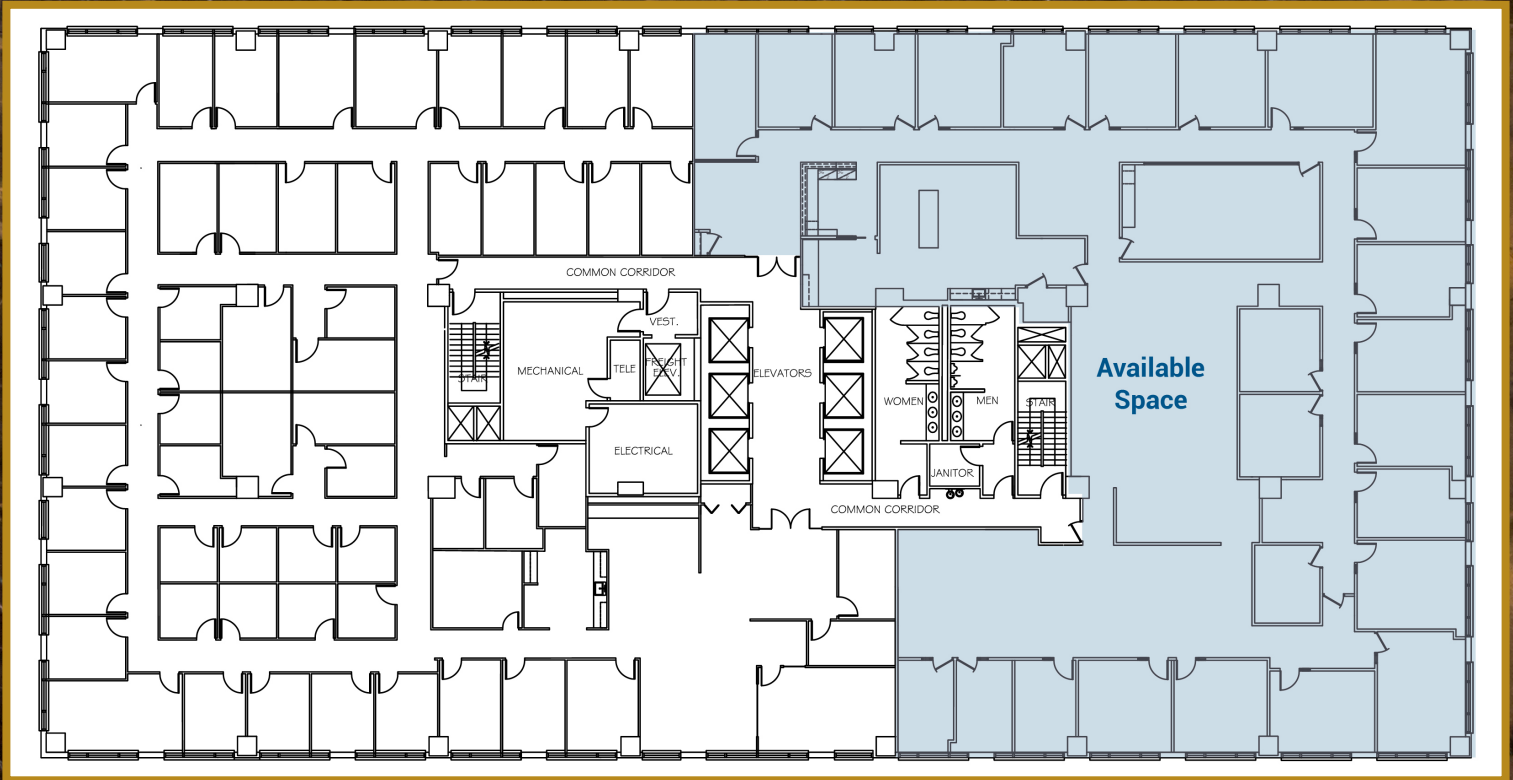 COMMON CORRIDOR
VEST.
FREIGHT
ELEV.
TELE
MECHANICAL
STAIR
ELEVATORS
Available
Space
WOMEN
MEN
STAIR
ELECTRICAL
JANITOR
COMMON CORRIDOR